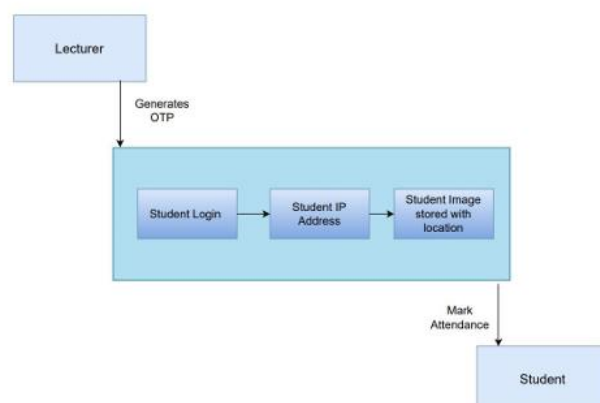 Lecturer
Generates
OTP
Student Login
Student IP
Address
Student Image
stored with
location
Mark
Attendance
Student